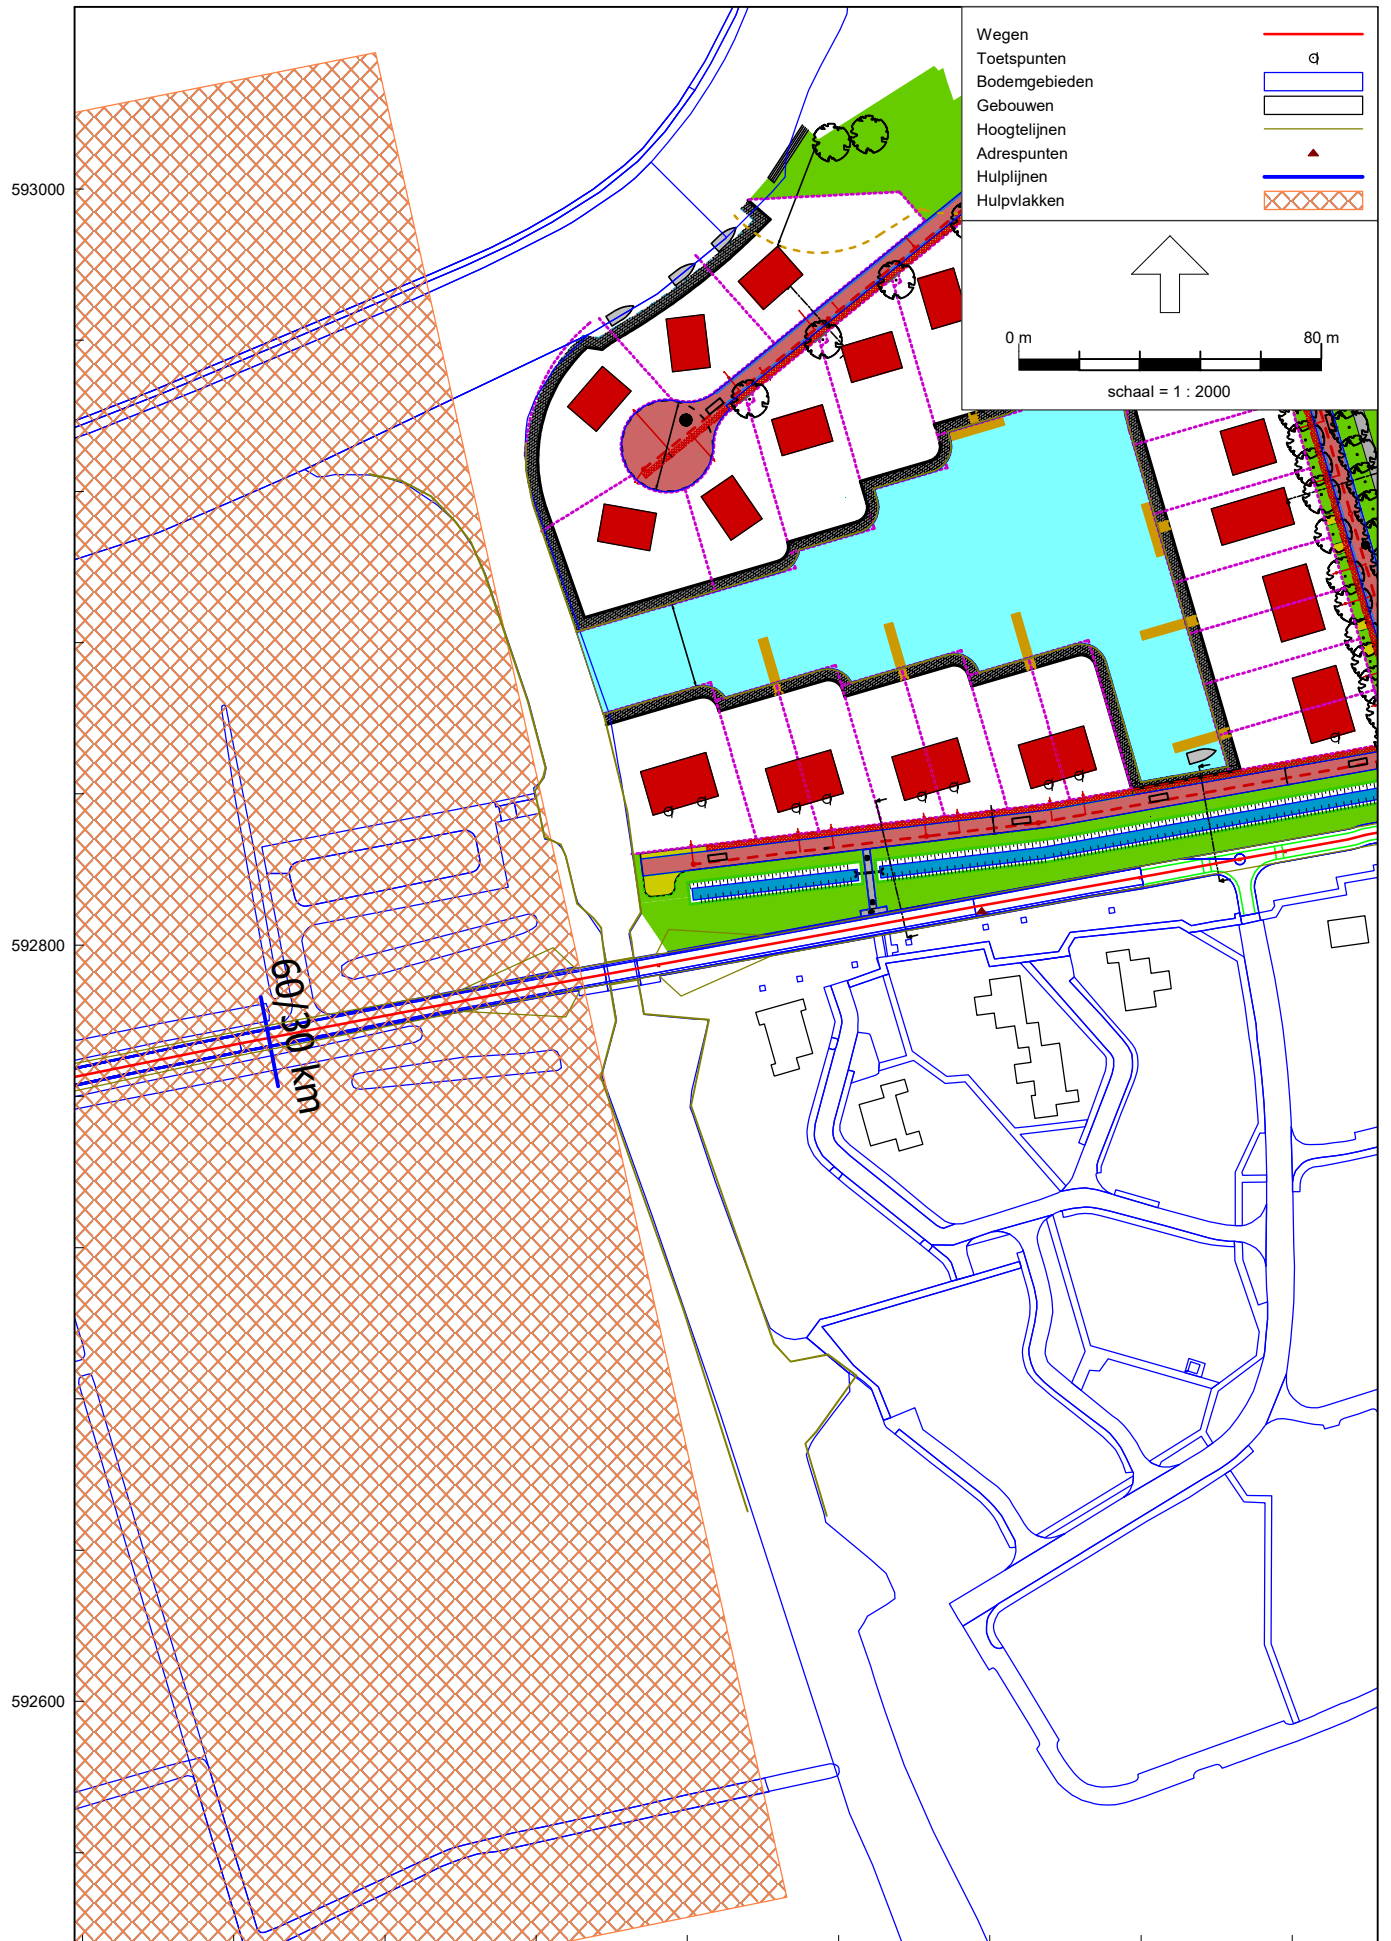 Wegen
Toetspunten
Bodemgebieden
Gebouwen
Hoogtelijnen
Adrespunten
Hulplijnen
Hulpvlakken
0 m 80 m
schaal = 1 : 2000
593000
592800
592600
60/30 km